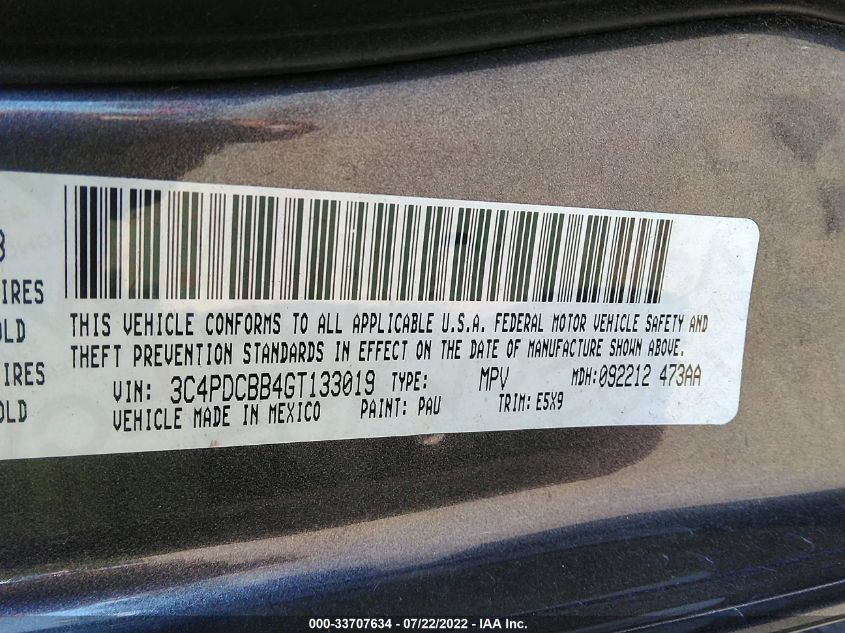 8
IRES
OLD
IRES
OLD
THIS VEHICLE CONFORMS TO ALL APPLICABLE U.S.A. FEDERAL MOTOR VEHICLE SAFETY AND
THEFT PREVENTION STANDARDS IN EFFECT ON THE DATE OF MANUFACTURE SHOWN ABOVE.
VIN: 3C4PDCBB4GT133019 TYPE: MPV MDH:092212 473AA
VEHICLE MADE IN MEXICO PAINT: PAU TRIM: E5X9
000-33707634 - 07/22/2022 - IAA Inc.